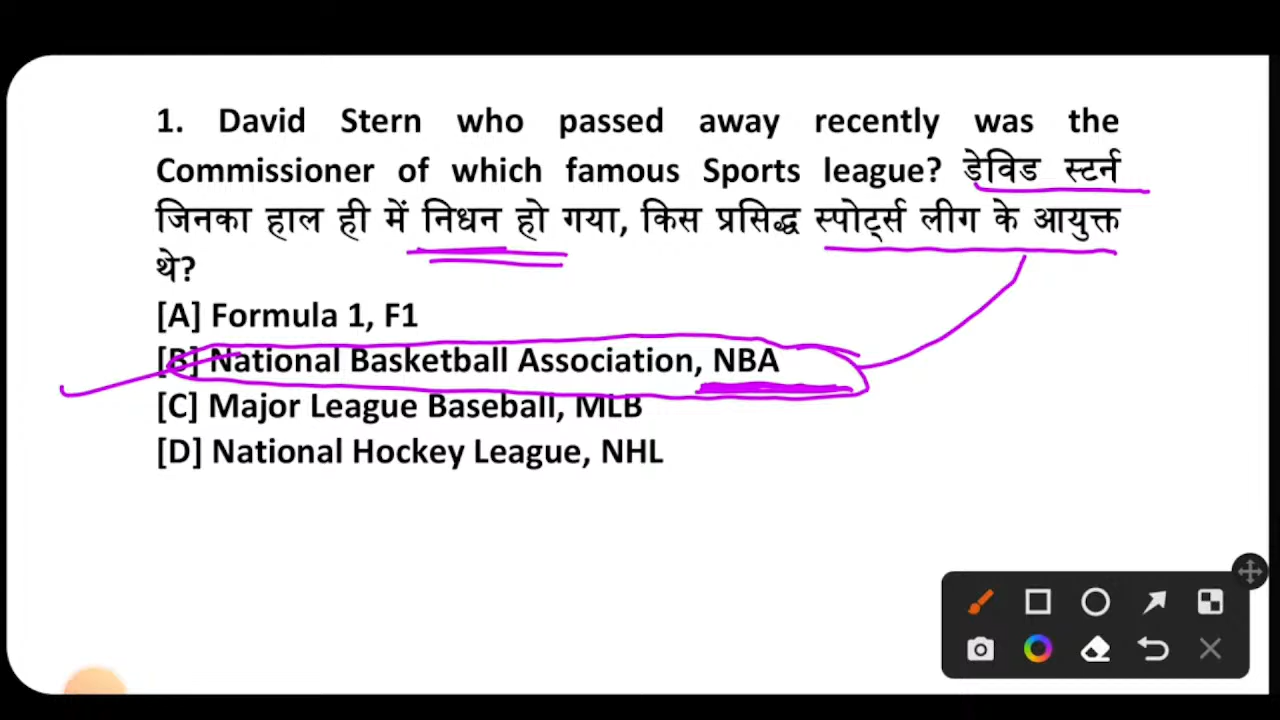 1. David Stern who passed away recently was the
Commissioner of which famous Sports league? डेविड स्टर्न
जिनका हाल ही में निधन हो गया, किस प्रसिद्ध स्पोर्ट्स लीग के आयुक्त
थे?
[A] Formula 1, F1
[B] National Basketball Association, NBA
[C] Major League Baseball, MLB
[D] National Hockey League, NHL